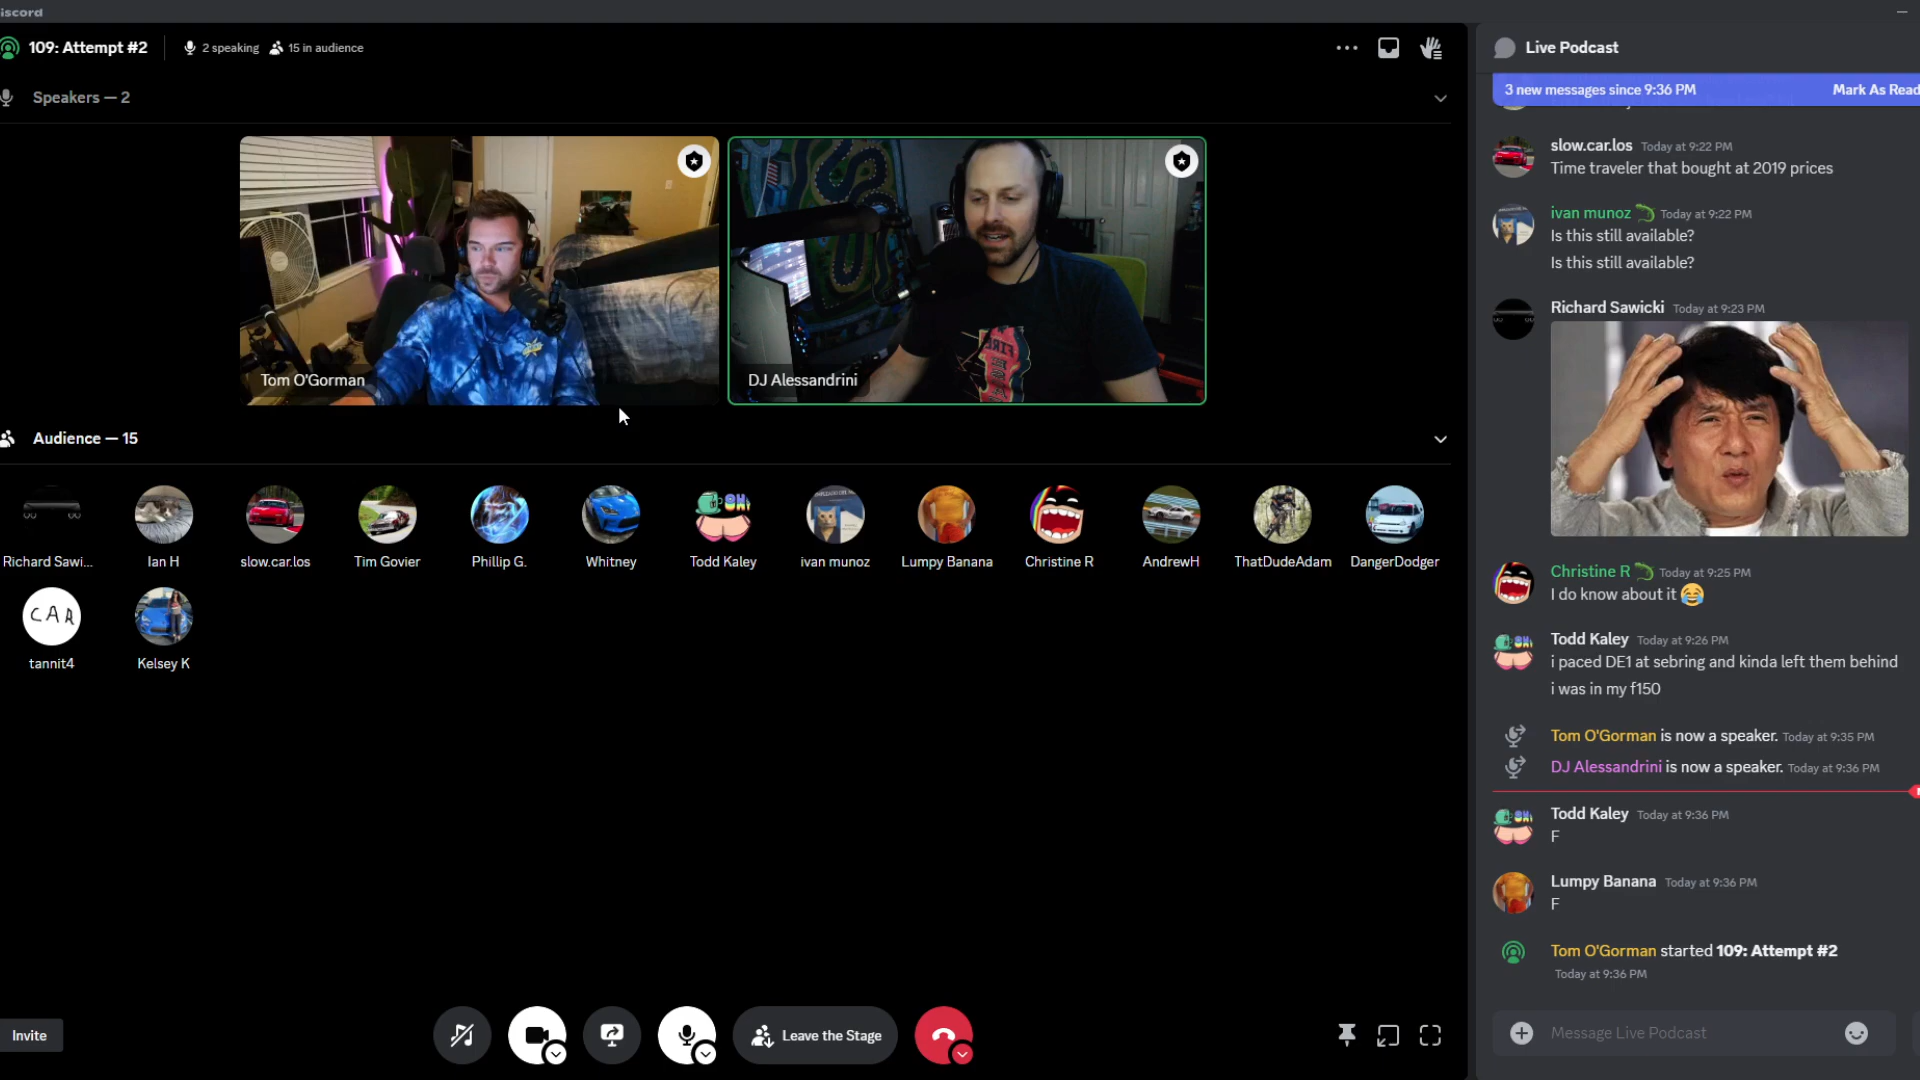 iscord
109: Attempt #2
2 speaking
15 in audience
Speakers — 2
Tom O'Gorman
DJ Alessandrini
Audience — 15
Richard Sawi...
Ian H
slow.car.los
Tim Govier
Phillip G.
Whitney
Todd Kaley
ivan munoz
Lumpy Banana
Christine R
AndrewH
ThatDudeAdam
DangerDodger
CAR
tannit4
Kelsey K
Invite
Leave the Stage
Live Podcast
3 new messages since 9:36 PM
Mark As Read
slow.car.los Today at 9:22 PM
Time traveler that bought at 2019 prices
ivan munoz Today at 9:22 PM
Is this still available?
Is this still available?
Richard Sawicki Today at 9:23 PM
Christine R Today at 9:25 PM
I do know about it 😂
Todd Kaley Today at 9:26 PM
i paced DE1 at sebring and kinda left them behind
i was in my f150
Tom O'Gorman is now a speaker. Today at 9:35 PM
DJ Alessandrini is now a speaker. Today at 9:36 PM
Todd Kaley Today at 9:36 PM
F
Lumpy Banana Today at 9:36 PM
F
Tom O'Gorman started 109: Attempt #2
Today at 9:36 PM
Message Live Podcast